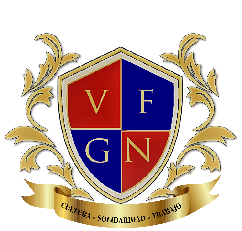 V F
G N
CULTURA - SOLIDARIDAD - TRABAJO